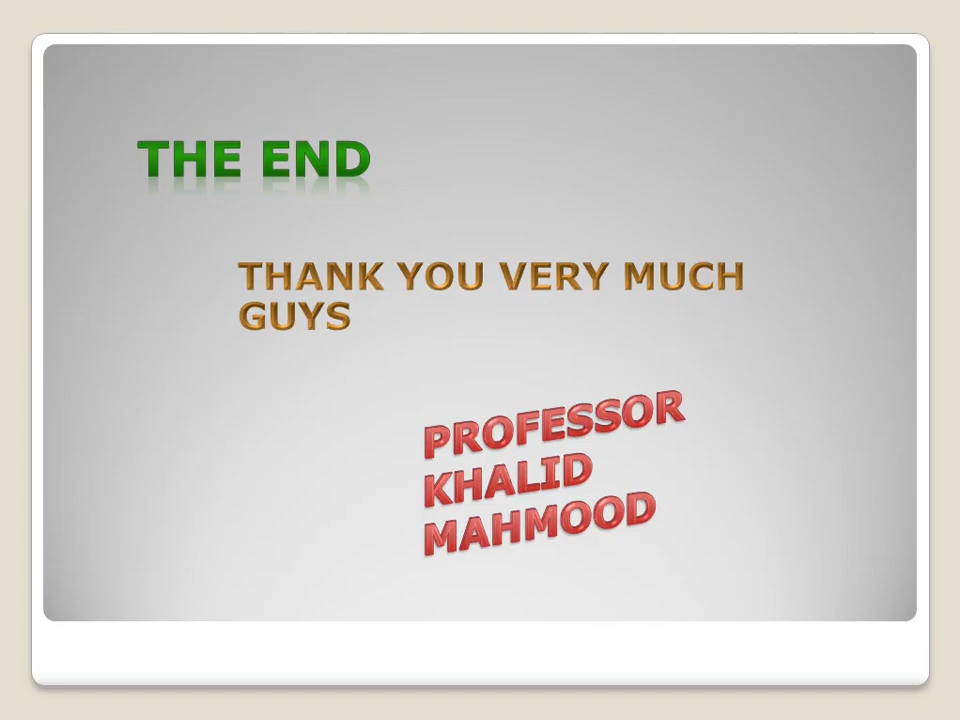 THE END
THANK YOU VERY MUCH
GUYS
PROFESSOR
KHALID
MAHMOOD